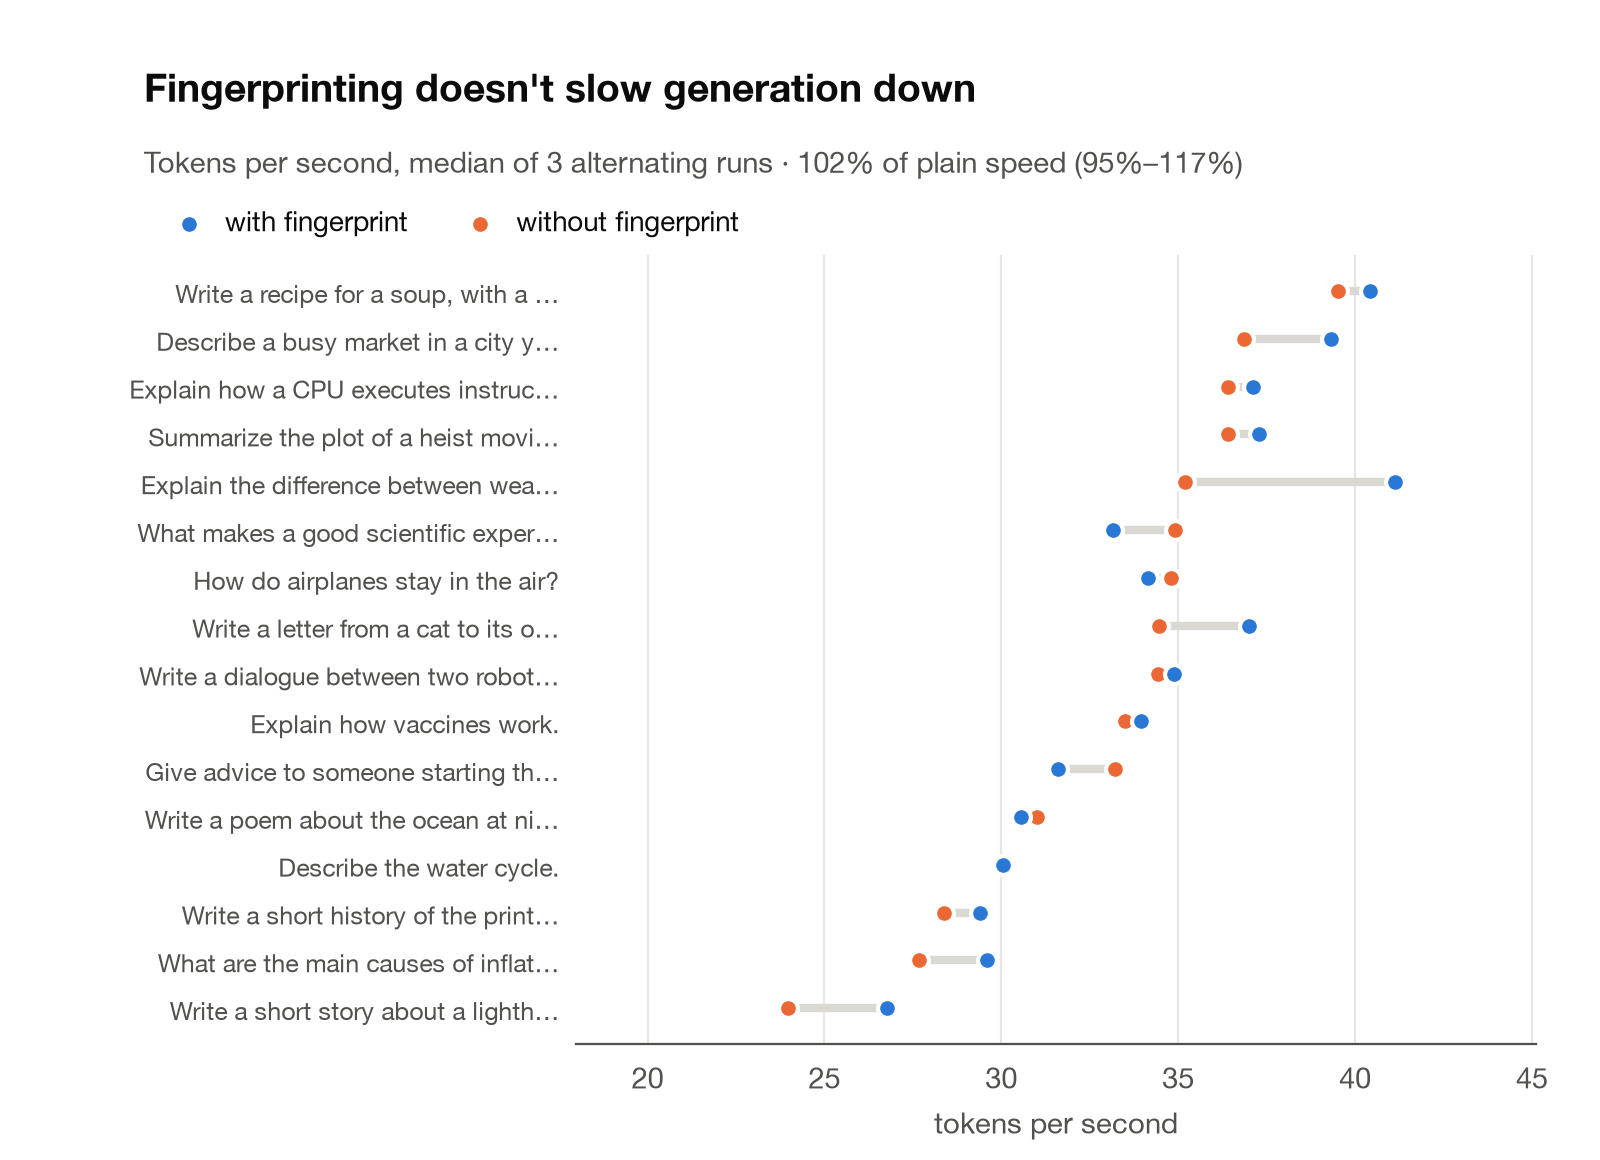 Fingerprinting doesn't slow generation down
Tokens per second, median of 3 alternating runs · 102% of plain speed (95%–117%)
with fingerprint
without fingerprint
Write a recipe for a soup, with a …
Describe a busy market in a city y…
Explain how a CPU executes instruc…
Summarize the plot of a heist movi…
Explain the difference between wea…
What makes a good scientific exper…
How do airplanes stay in the air?
Write a letter from a cat to its o…
Write a dialogue between two robot…
Explain how vaccines work.
Give advice to someone starting th…
Write a poem about the ocean at ni…
Describe the water cycle.
Write a short history of the print…
What are the main causes of inflat…
Write a short story about a lighth…
20 25 30 35 40 45
tokens per second